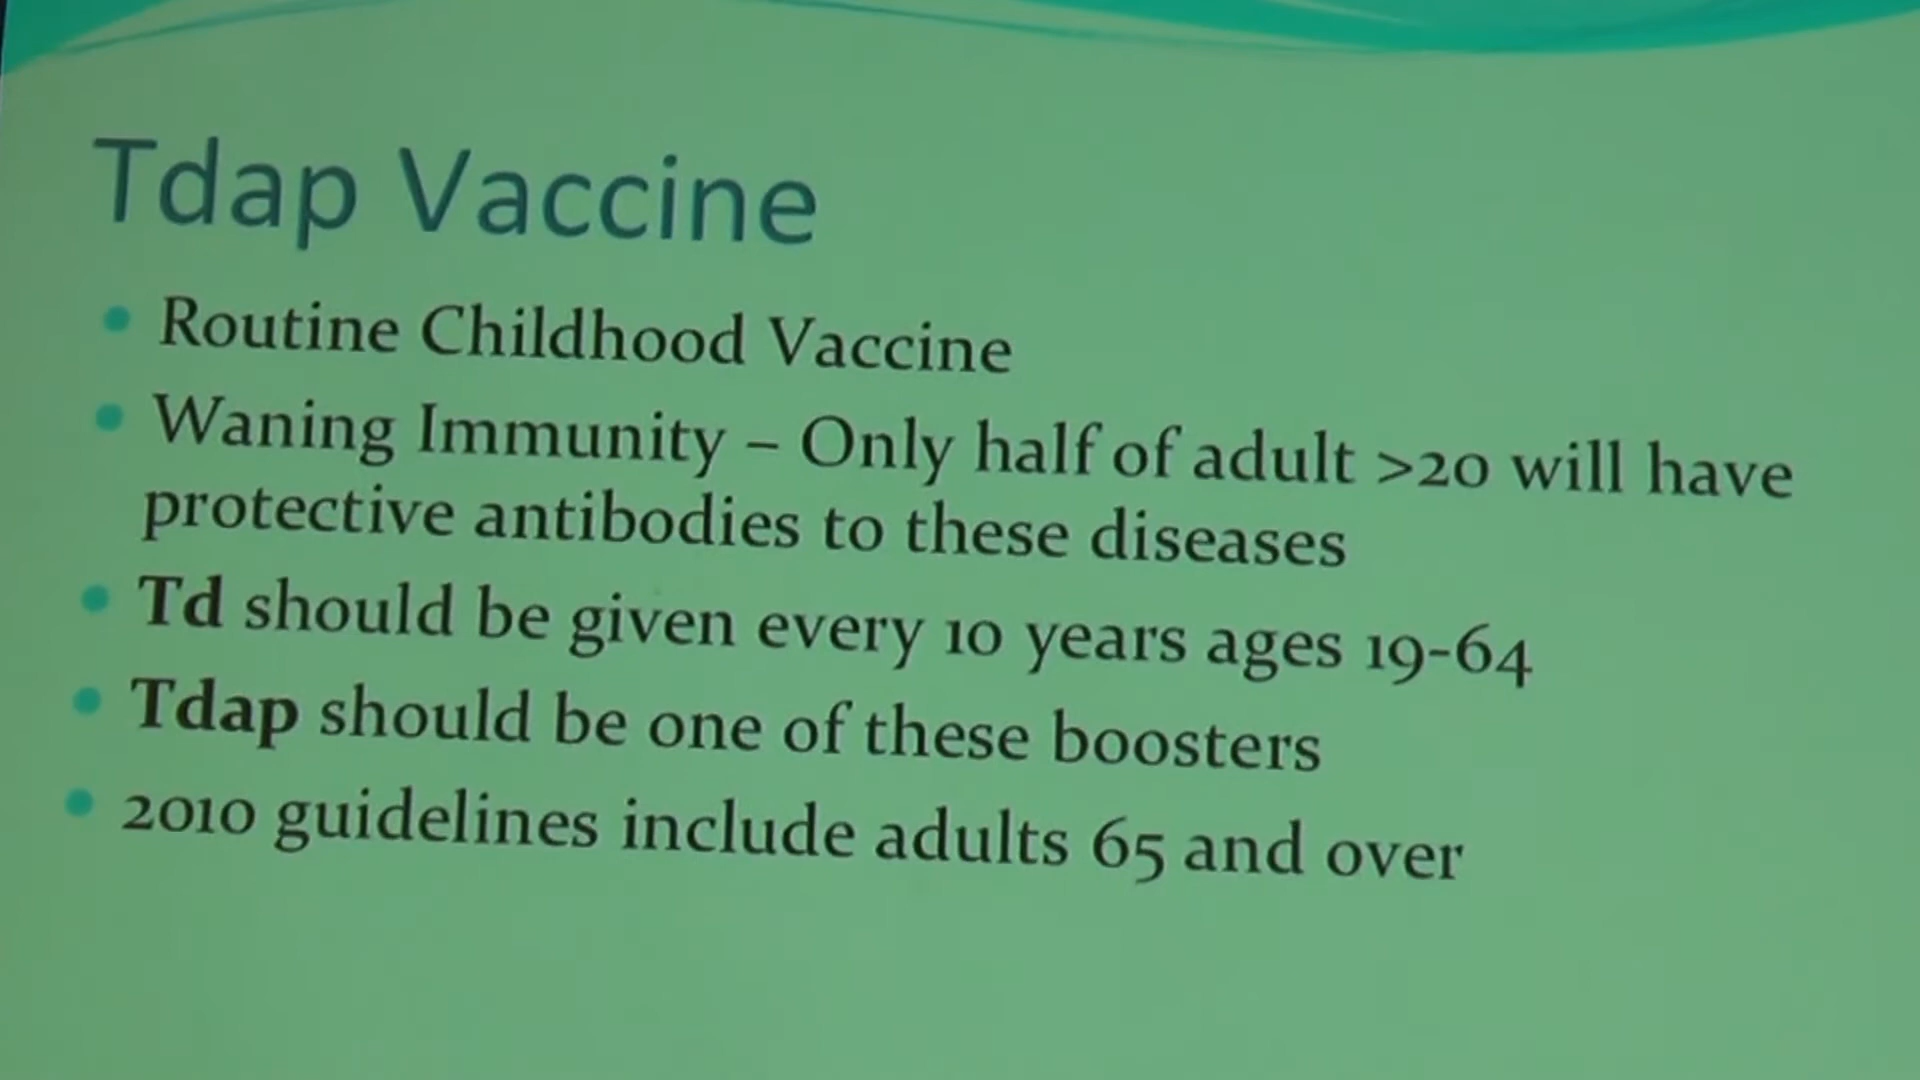 Tdap Vaccine
Routine Childhood Vaccine
Waning Immunity – Only half of adult >20 will have
protective antibodies to these diseases
Td should be given every 10 years ages 19-64
Tdap should be one of these boosters
2010 guidelines include adults 65 and over